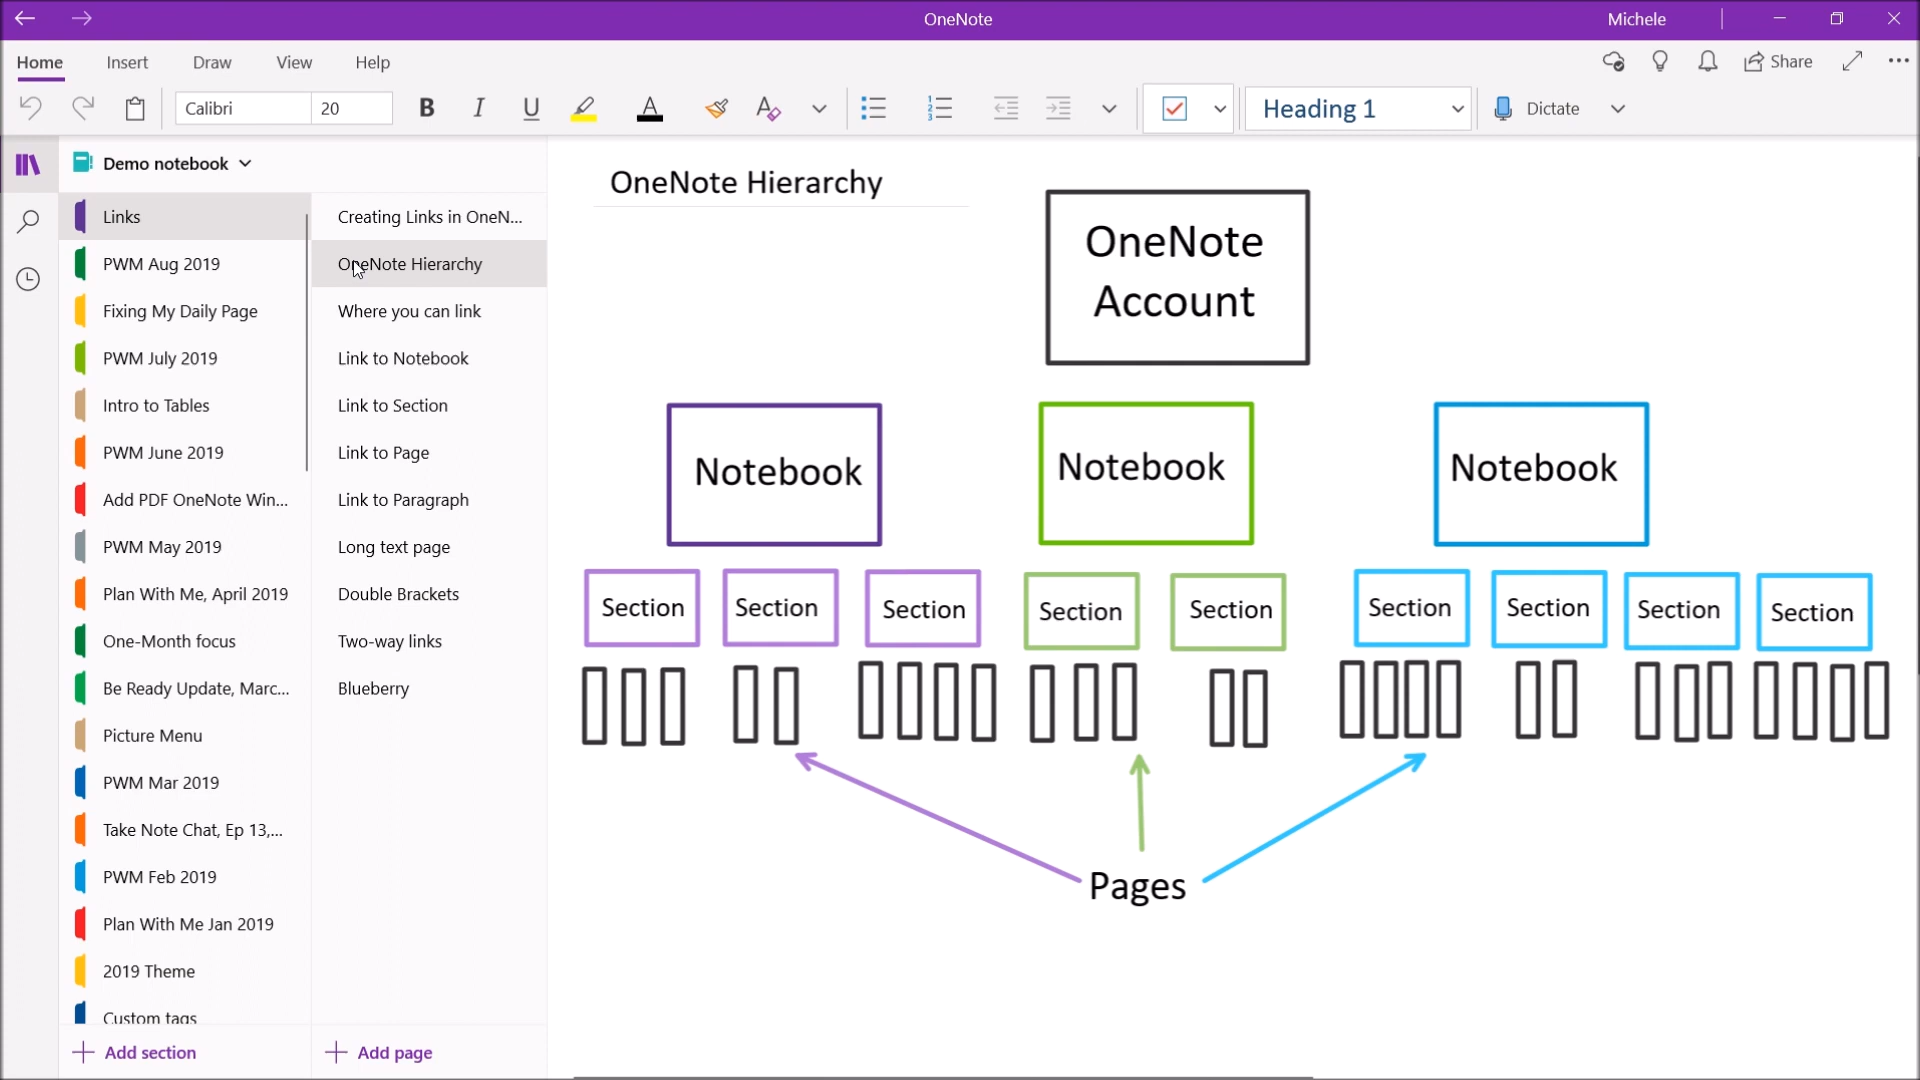 OneNote
Michele
Home
Insert
Draw
View
Help
Share
Calibri
20
B
I
U
A
A
Heading 1
Dictate
Demo notebook
Links
PWM Aug 2019
Fixing My Daily Page
PWM July 2019
Intro to Tables
PWM June 2019
Add PDF OneNote Win...
PWM May 2019
Plan With Me, April 2019
One-Month focus
Be Ready Update, Marc...
Picture Menu
PWM Mar 2019
Take Note Chat, Ep 13,...
PWM Feb 2019
Plan With Me Jan 2019
2019 Theme
Custom tags
Add section
Creating Links in OneN...
OneNote Hierarchy
Where you can link
Link to Notebook
Link to Section
Link to Page
Link to Paragraph
Long text page
Double Brackets
Two-way links
Blueberry
Add page
OneNote Hierarchy
OneNote
Account
Notebook
Notebook
Notebook
Section
Section
Section
Section
Section
Section
Section
Section
Section
Pages